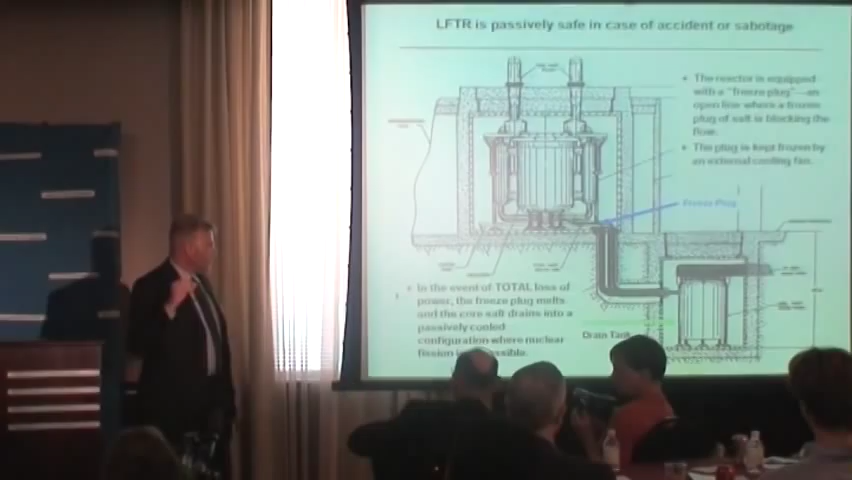 LFTR is passively safe in case of accident or sabotage
• The reactor is equipped
with a "freeze plug"—an
open line where a frozen
plug of salt is blocking the
flow.
• The plug is kept frozen by
an external cooling fan.
Freeze Plug
• In the event of TOTAL loss of
power, the freeze plug melts
and the core salt drains into a
passively cooled
configuration where nuclear
fission is
Drain Tank